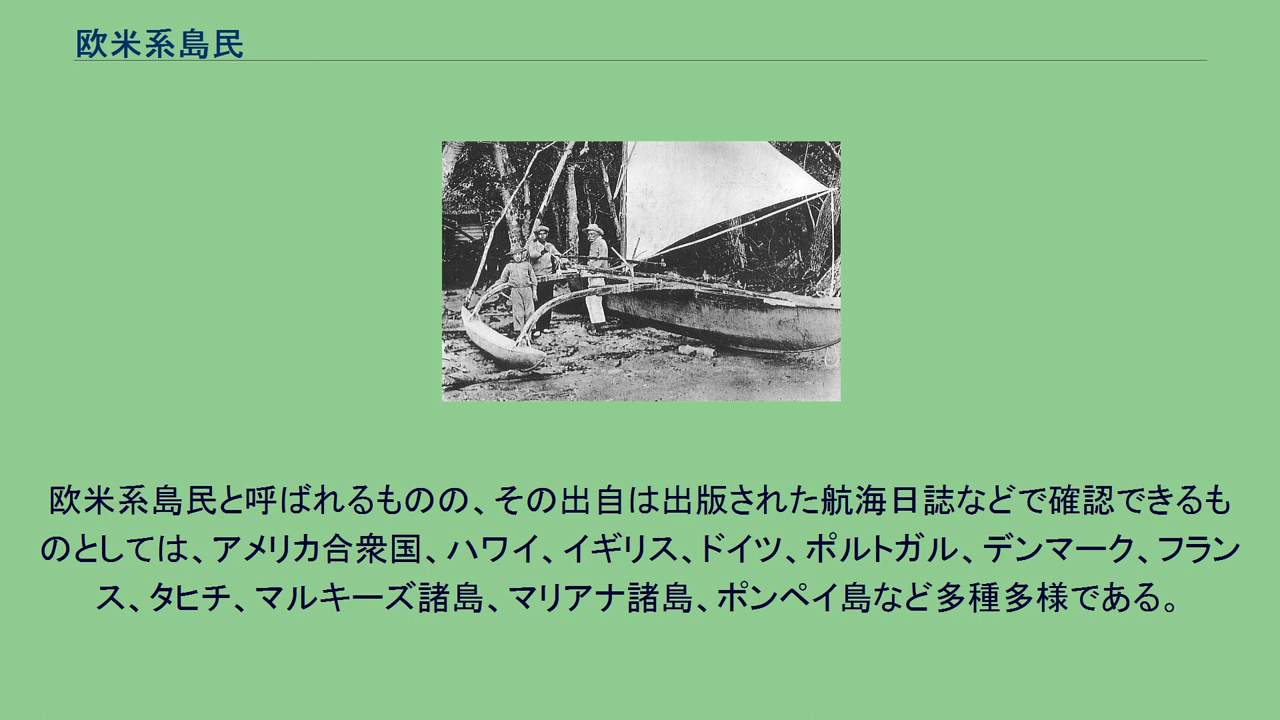 欧米系島民
欧米系島民と呼ばれるものの、その出自は出版された航海日誌などで確認できるも
のとしては、アメリカ合衆国、ハワイ、イギリス、ドイツ、ポルトガル、デンマーク、フラン
ス、タヒチ、マルキーズ諸島、マリアナ諸島、ポンペイ島など多種多様である。